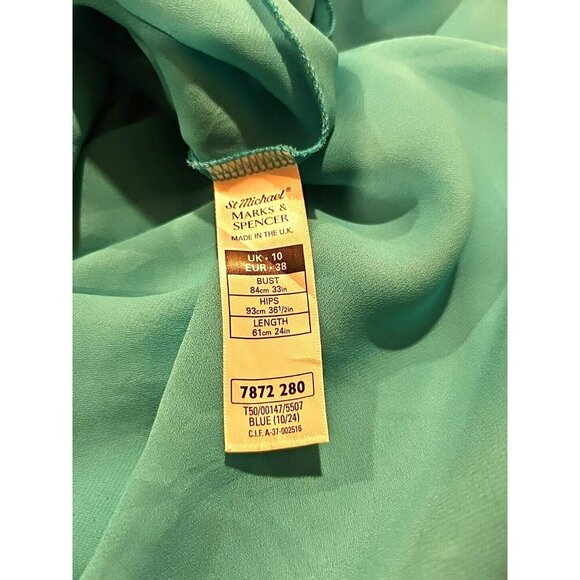 St Michael®
MARKS &
SPENCER
MADE IN THE U.K.
UK • 10
EUR • 38
BUST
84cm 33in
HIPS
93cm 36½in
LENGTH
61cm 24in
7872 280
T50/00147/5507
BLUE (10/24)
C.I.F. A-37-002516